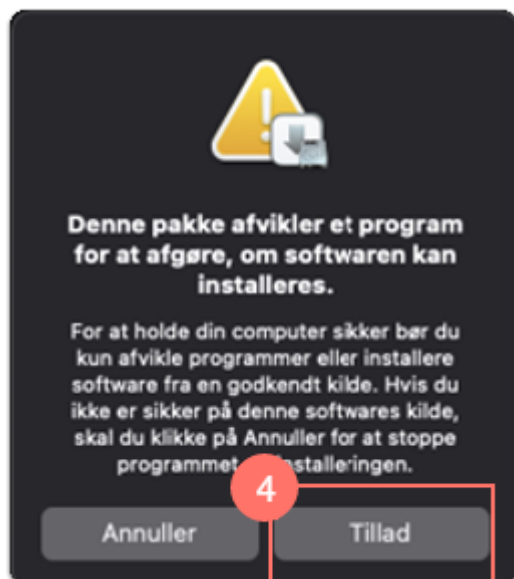 Denne pakke afvikler et program
for at afgøre, om softwaren kan
installeres.
For at holde din computer sikker bør du
kun afvikle programmer eller installere
software fra en godkendt kilde. Hvis du
ikke er sikker på denne softwares kilde,
skal du klikke på Annuller for at stoppe
programmet installeringen.
4
Annuller
Tillad